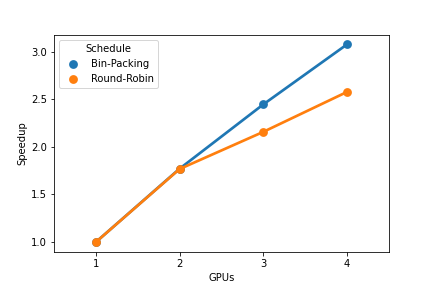 Schedule
Bin-Packing
Round-Robin
3.0
2.5
2.0
1.5
1.0
Speedup
1 2 3 4
GPUs